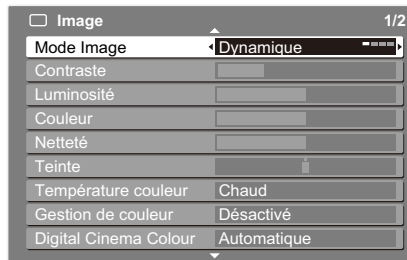 Image 1/2
Mode Image Dynamique
Contraste
Luminosité
Couleur
Netteté
Teinte
Température couleur Chaud
Gestion de couleur Désactivé
Digital Cinema Colour Automatique